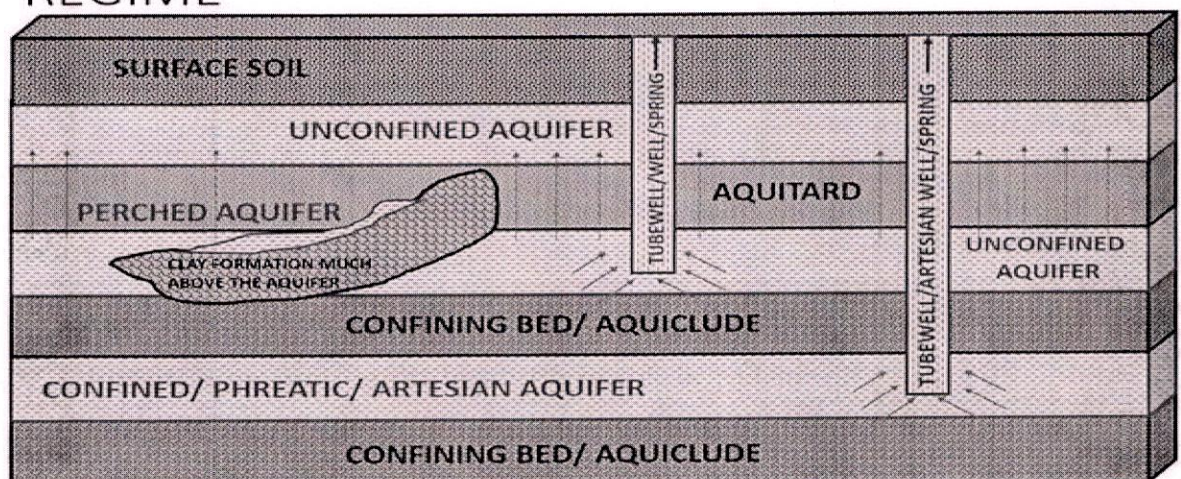 REGIME
SURFACE SOIL
UNCONFINED AQUIFER
TUBEWELL/WELL/SPRING
TUBEWELL/ARTESIAN WELL/SPRING
AQUITARD
PERCHED AQUIFER
UNCONFINED
AQUIFER
CLAY FORMATION MUCH
ABOVE THE AQUIFER
CONFINING BED/ AQUICLUDE
CONFINED/ PHREATIC/ ARTESIAN AQUIFER
CONFINING BED/ AQUICLUDE